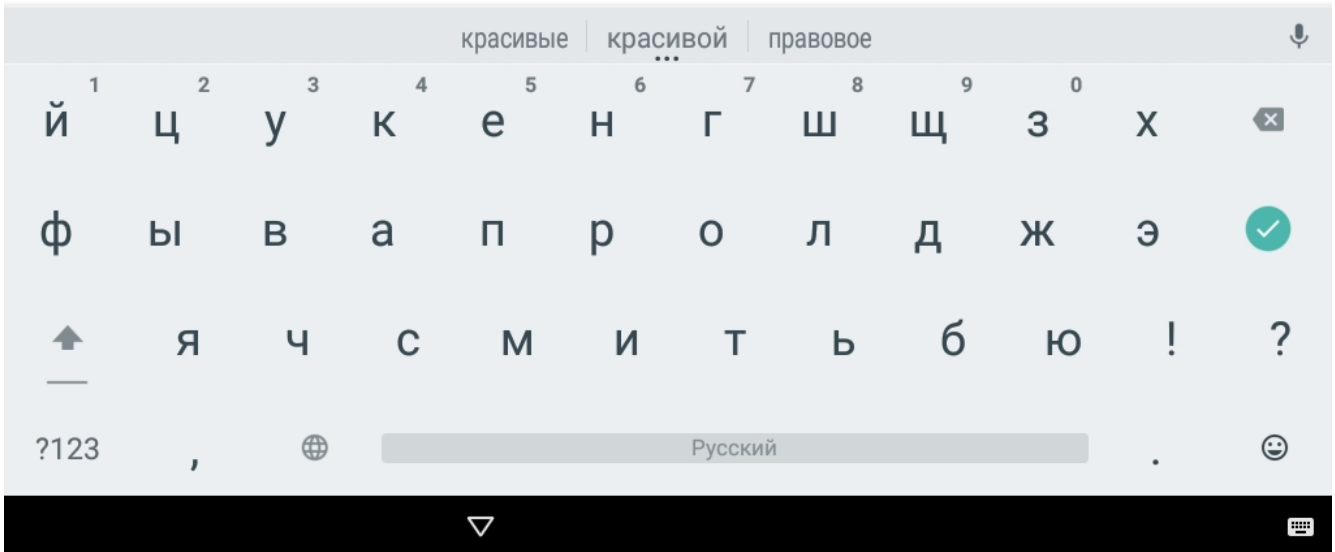 красивые красивой правовое
1 2 3 4 5 6 7 8 9 0
й ц у к е н г ш щ з х
ф ы в а п р о л д ж э
я ч с м и т ь б ю ! ?
?123 , Русский .